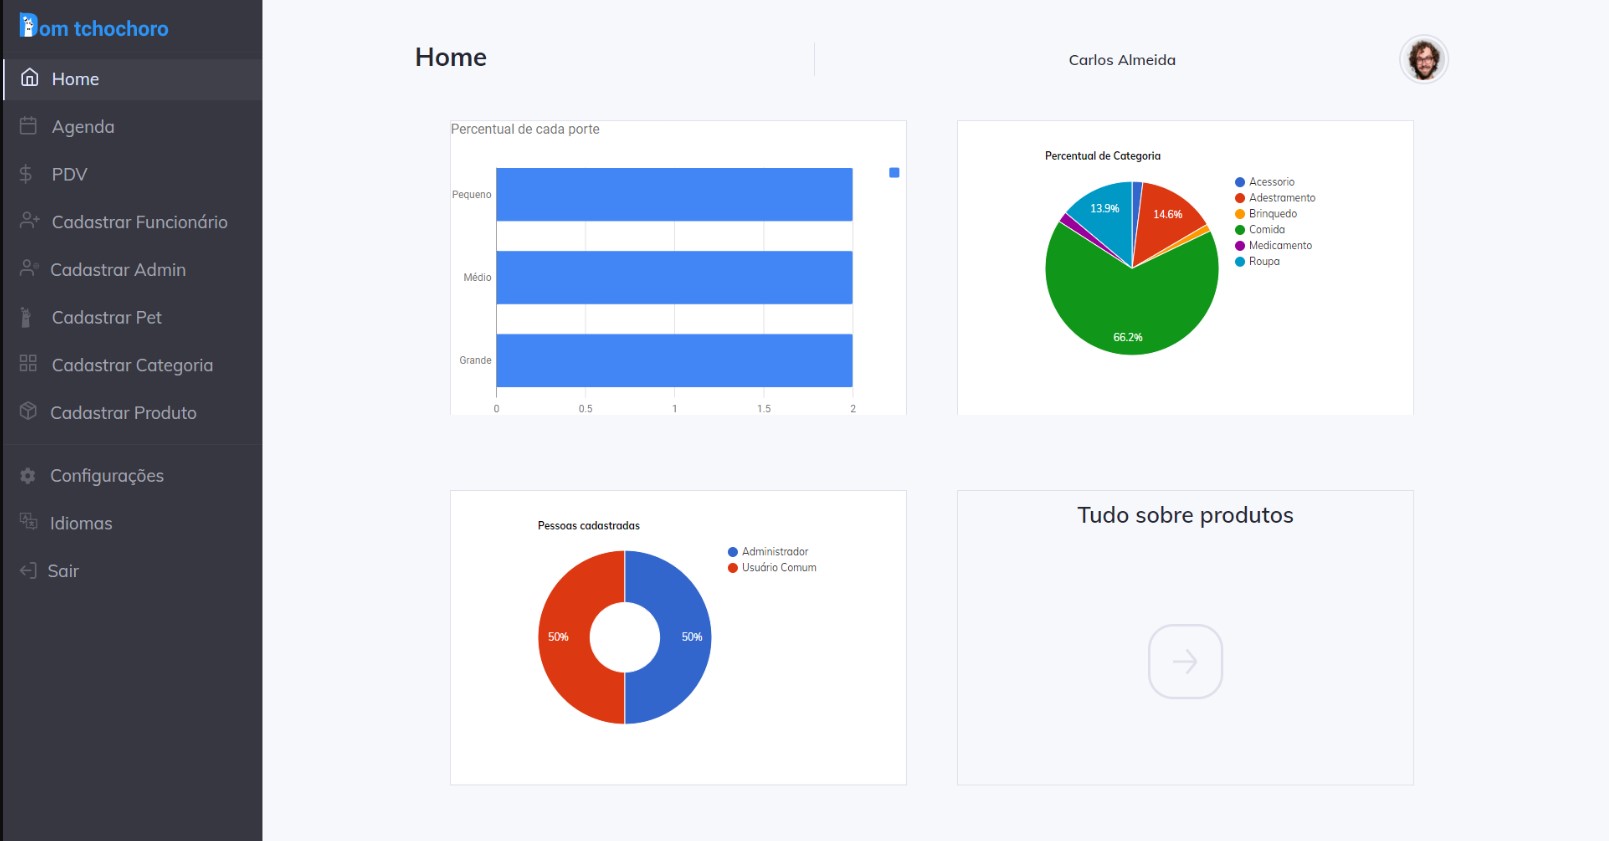 Dom tchochoro
Home
Agenda
PDV
Cadastrar Funcionário
Cadastrar Admin
Cadastrar Pet
Cadastrar Categoria
Cadastrar Produto
Configurações
Idiomas
Sair
Home
Carlos Almeida
Percentual de cada porte
Pequeno
Médio
Grande
0 0.5 1 1.5 2
Percentual de Categoria
13.9%
14.6%
66.2%
Acessorio
Adestramento
Brinquedo
Comida
Medicamento
Roupa
Pessoas cadastradas
50% 50%
Administrador
Usuário Comum
Tudo sobre produtos